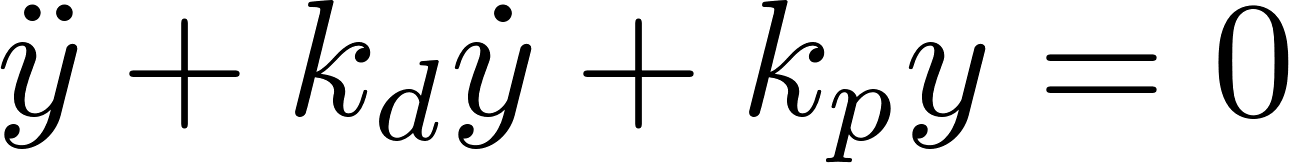 ÿ + k_d ẏ + k_p y = 0